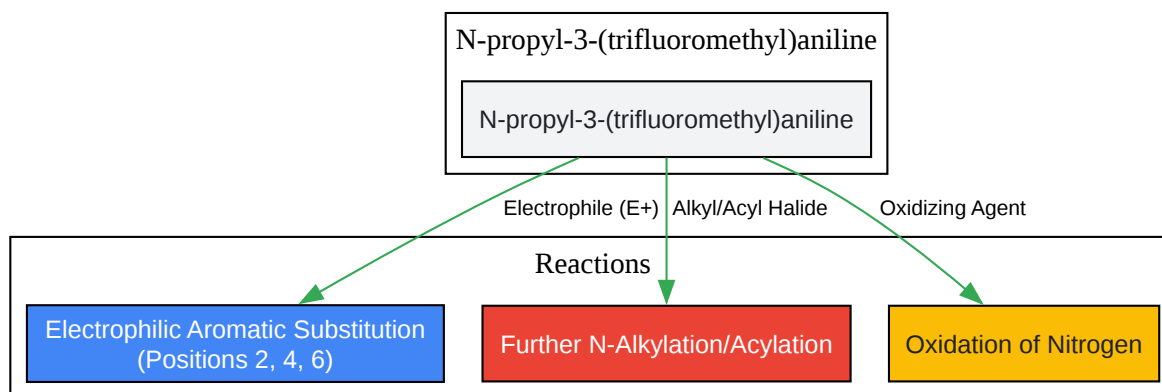 N-propyl-3-(trifluoromethyl)aniline
N-propyl-3-(trifluoromethyl)aniline
Electrophile (E+)
Alkyl/Acyl Halide
Oxidizing Agent
Reactions
Electrophilic Aromatic Substitution
(Positions 2, 4, 6)
Further N-Alkylation/Acylation
Oxidation of Nitrogen